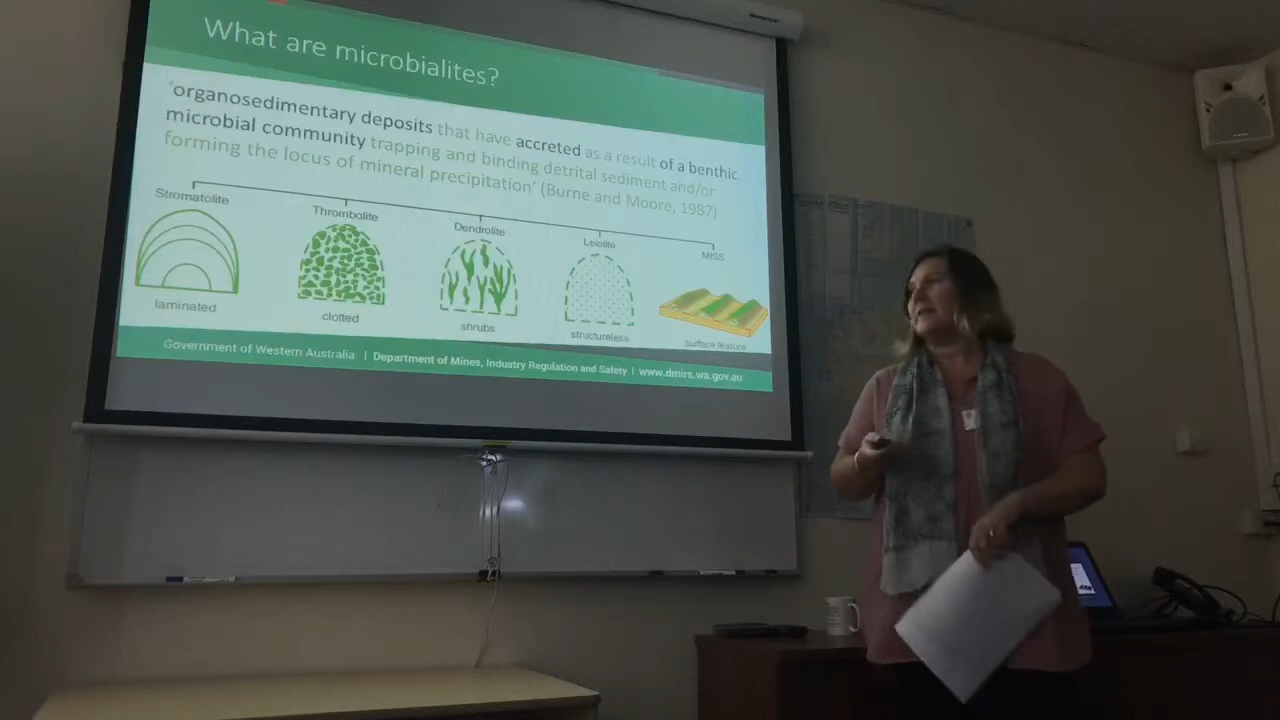 What are microbialites?
‘organosedimentary deposits that have accreted as a result of a benthic
microbial community trapping and binding detrital sediment and/or
forming the locus of mineral precipitation’ (Burne and Moore, 1987)
Stromatolite
Thrombolite
Dendrolite
Leiolite
MISS
laminated
clotted
shrubs
structureless
surface feature
Government of Western Australia | Department of Mines, Industry Regulation and Safety | www.dmirs.wa.gov.au